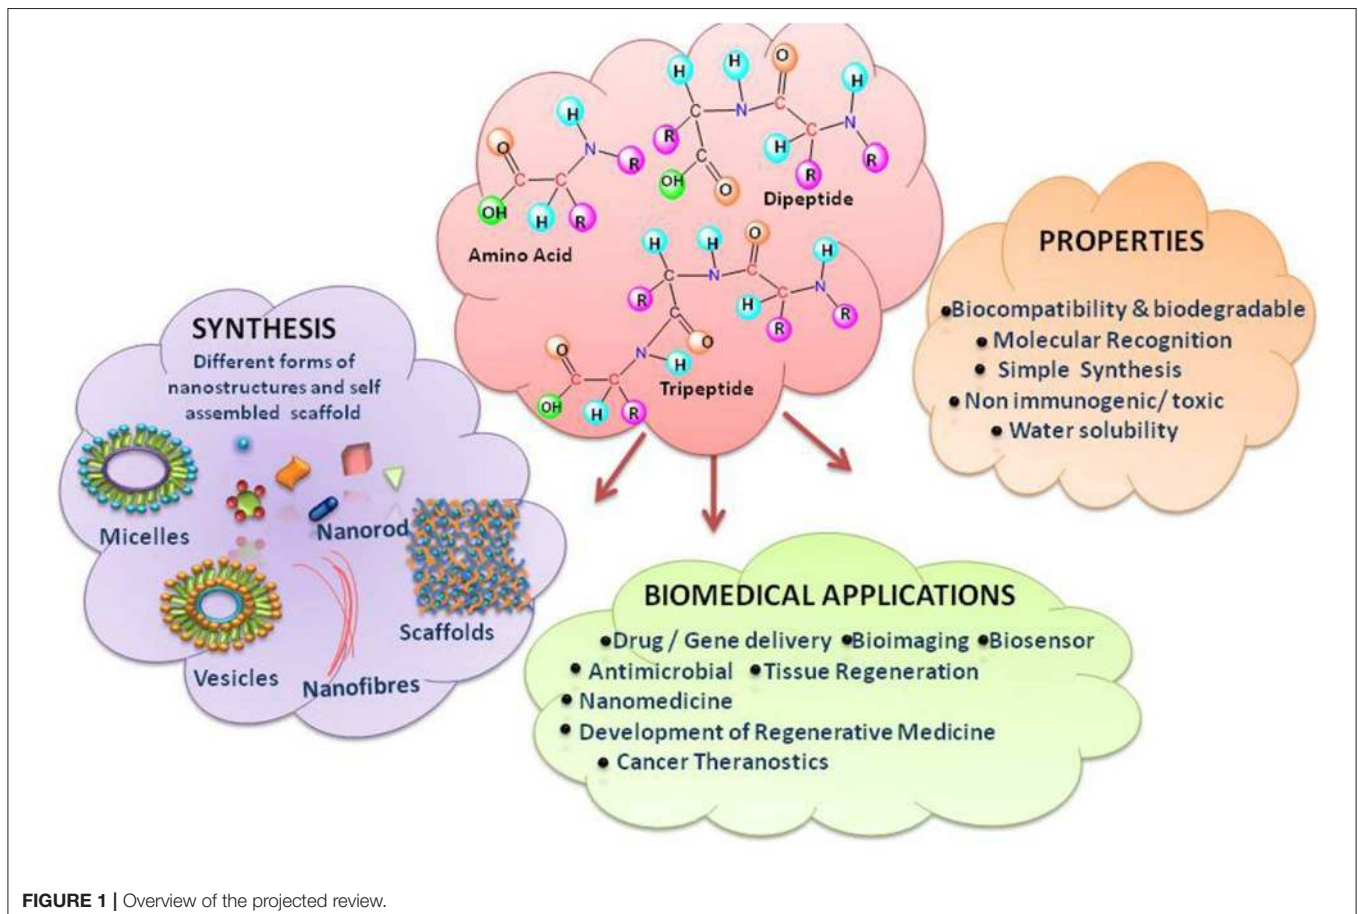 H
H
O
H
H
O
C
N
C
C
N
N
R
R
C
H
R
O
C
C
R
OH
O
OH
H
R
Dipeptide
Amino Acid
H
H
O
H
C
N
C
C
N
R
H
R
R
C
O
O
N
H
C
C
Tripeptide
OH
H
R
PROPERTIES
•Biocompatibility & biodegradable
• Molecular Recognition
• Simple Synthesis
• Non immunogenic/ toxic
• Water solubility
SYNTHESIS
Different forms of
nanostructures and self
assembled scaffold
Micelles
Nanorod
Scaffolds
Vesicles
Nanofibres
BIOMEDICAL APPLICATIONS
•Drug / Gene delivery •Bioimaging •Biosensor
• Antimicrobial •Tissue Regeneration
• Nanomedicine
• Development of Regenerative Medicine
• Cancer Theranostics
FIGURE 1 | Overview of the projected review.